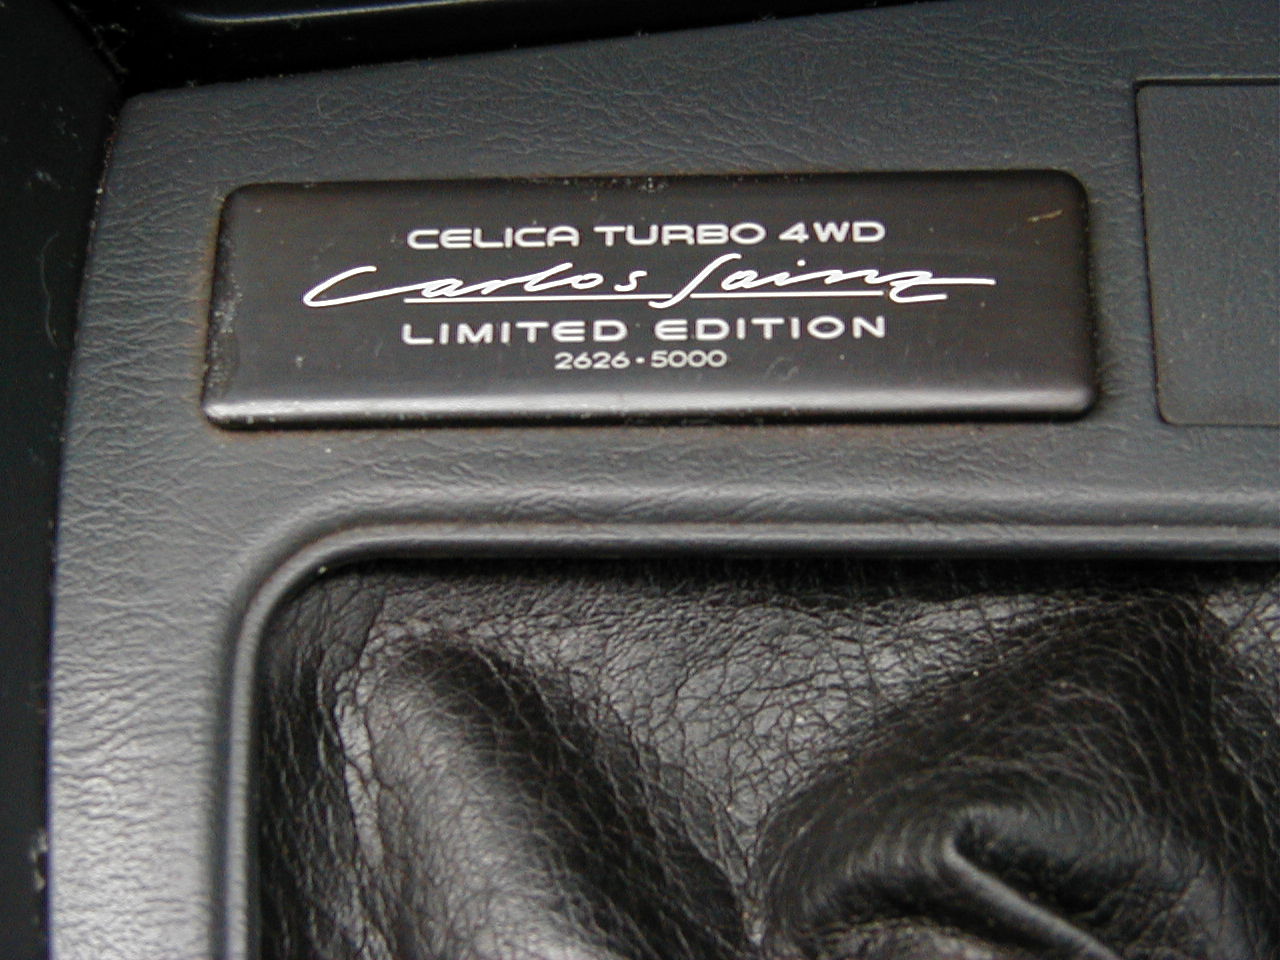 CELICA TURBO 4WD
Carlos Sainz
LIMITED EDITION
2626·5000